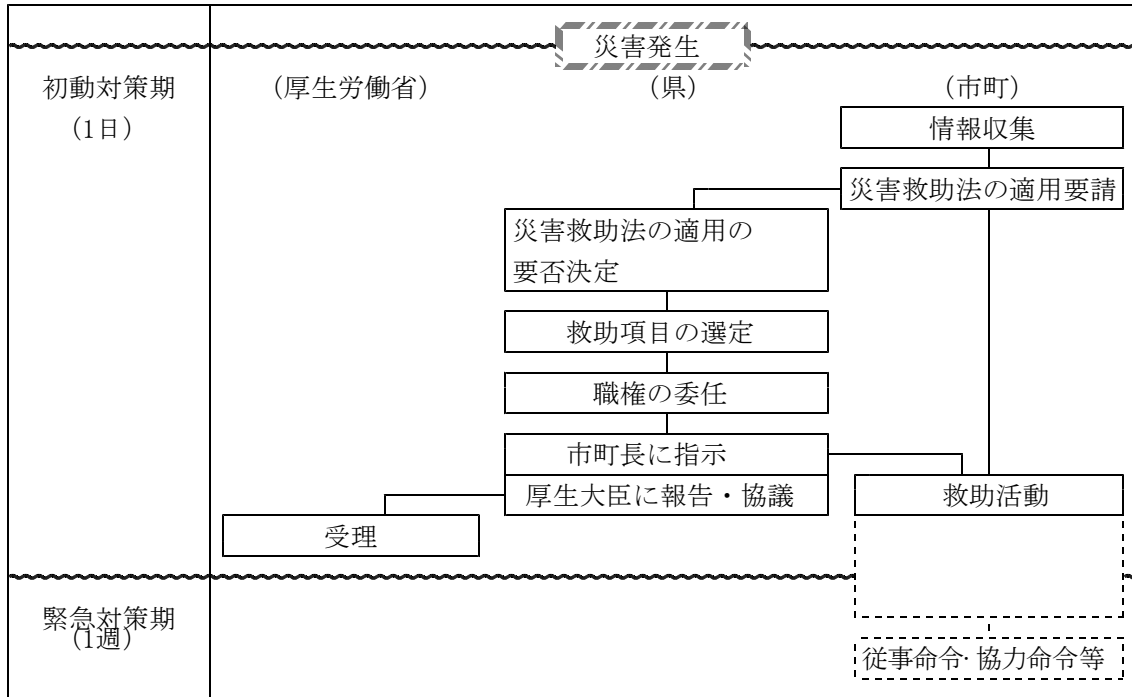 災害発生
初動対策期
(1日)
(厚生労働省)
(県)
(市町)
情報収集
災害救助法の適用要請
災害救助法の適用の
要否決定
救助項目の選定
職権の委任
市町長に指示
厚生大臣に報告・協議
救助活動
受理
緊急対策期
(1週)
従事命令･協力命令等